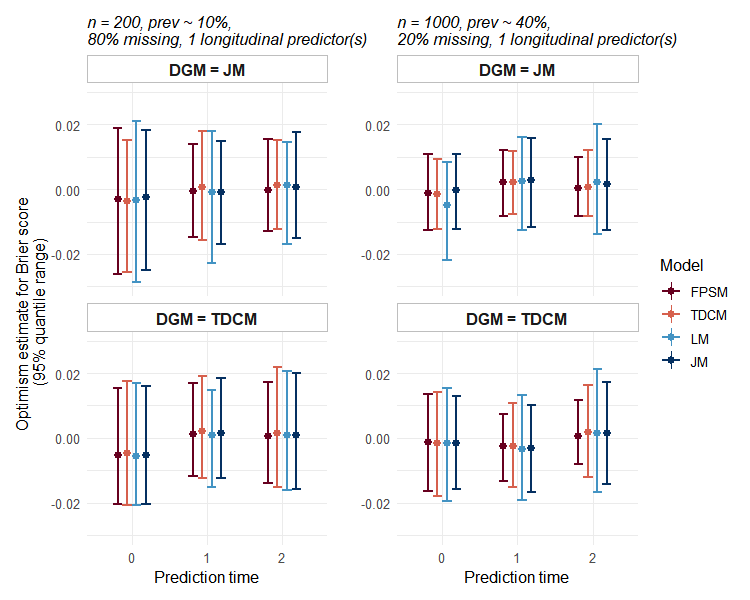 n = 200, prev ~ 10%,
80% missing, 1 longitudinal predictor(s)
n = 1000, prev ~ 40%,
20% missing, 1 longitudinal predictor(s)
DGM = JM
DGM = JM
0.02
0.00
-0.02
0.02
0.00
-0.02
DGM = TDCM
DGM = TDCM
0.02
0.00
-0.02
0.02
0.00
-0.02
0 1 2
0 1 2
Prediction time
Prediction time
Optimism estimate for Brier score
(95% quantile range)
Model
FPSM
TDCM
LM
JM